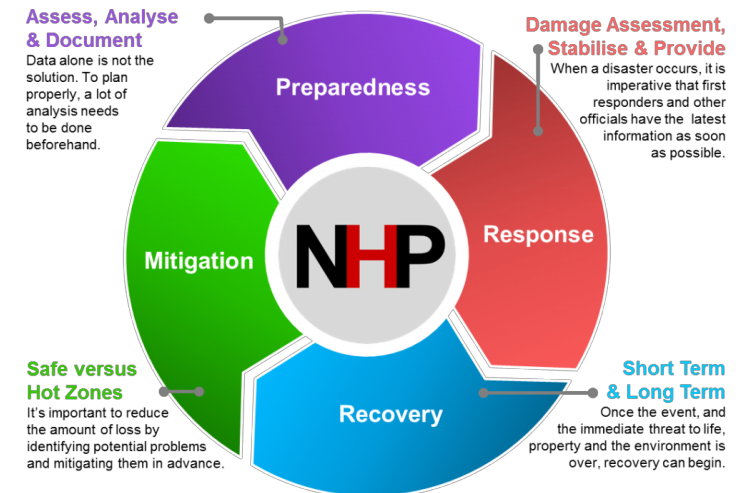 Assess, Analyse
& Document
Data alone is not the
solution. To plan
properly, a lot of
analysis needs
to be done
beforehand.
Preparedness
Damage Assessment,
Stabilise & Provide
When a disaster occurs, it is
imperative that first
responders and other
officials have the latest
information as soon
as possible.
Mitigation
NHP
Response
Safe versus
Hot Zones
It's important to reduce
the amount of loss by
identifying potential problems
and mitigating them in advance.
Recovery
Short Term
& Long Term
Once the event, and
the immediate threat to life,
property and the environment is
over, recovery can begin.